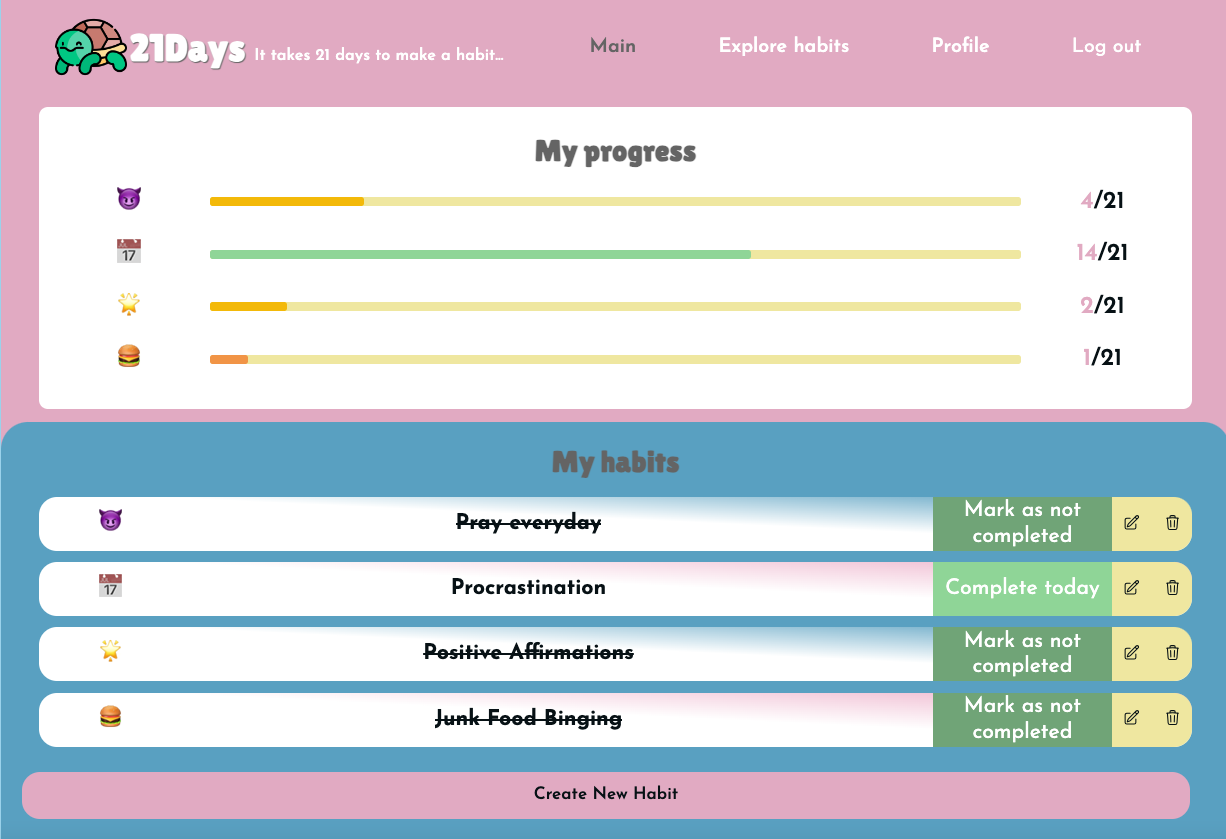 21Days It takes 21 days to make a habit... Main Explore habits Profile Log out
My progress
4/21
17
14/21
2/21
1/21
My habits
Pray everyday
Mark as not
completed
17
Procrastination
Complete today
Positive Affirmations
Mark as not
completed
Junk Food Binging
Mark as not
completed
Create New Habit